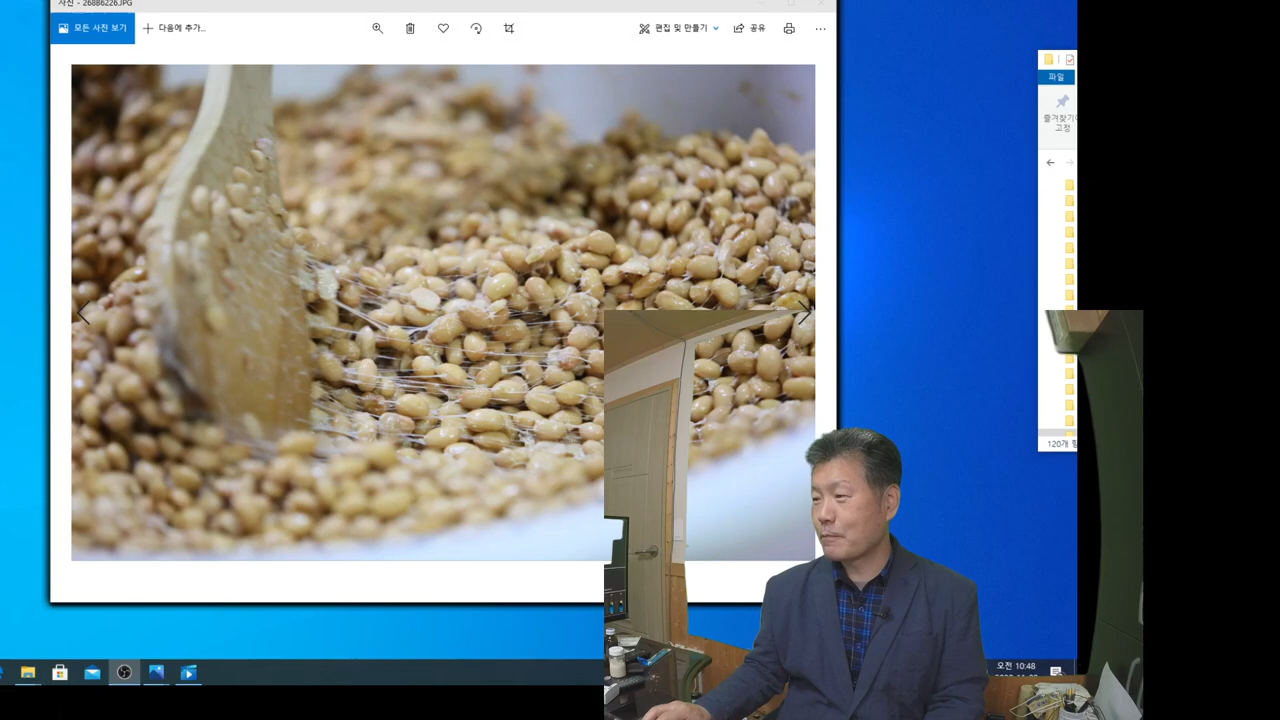 사진 - 268B6226.JPG
모든 사진 보기
다음에 추가...
편집 및 만들기
공유
파일
즐겨찾기에
고정
120개 항
오전 10:48